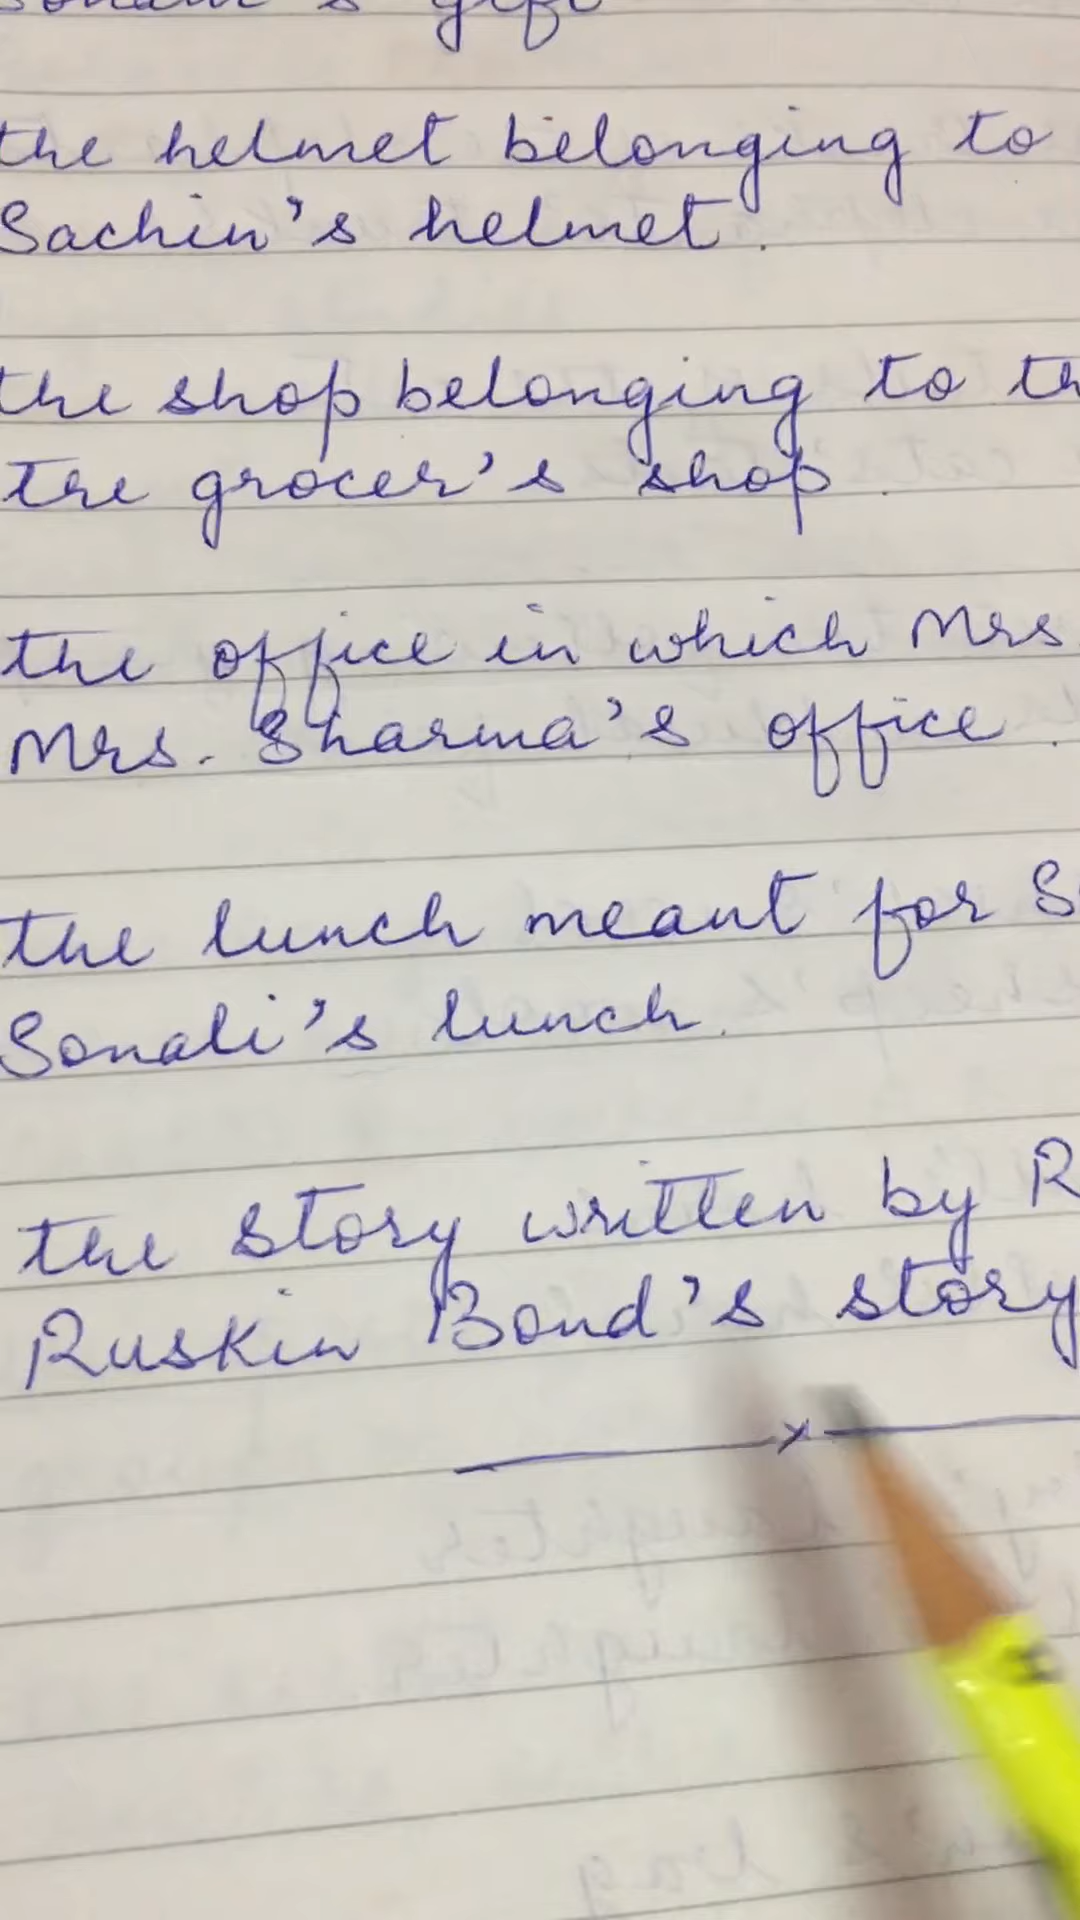 gift
the helmet belonging to
Sachin's helmet.
the shop belonging to
the grocer's shop.
the office in which Mrs
Mrs. Sharma's office.
the lunch meant for
Sonali's lunch.
the story written by R
Ruskin Bond's story